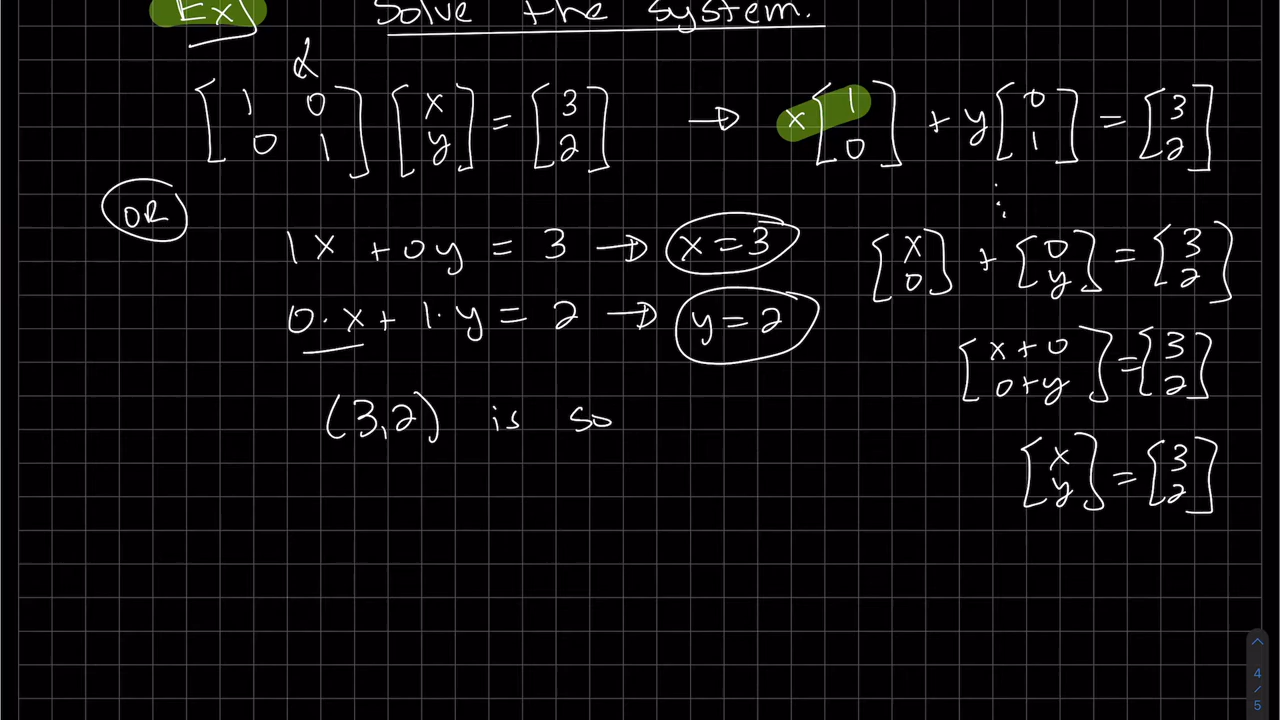 Ex) Solve the system.
[1 0; 0 1] [x; y] = [3; 2] → x[1; 0] + y[0; 1] = [3; 2]
OR
1x + 0y = 3 → x = 3
0·x + 1·y = 2 → y = 2
(3,2) is so
[x; 0] + [0; y] = [3; 2]
[x+0; 0+y] = [3; 2]
[x; y] = [3; 2]
4 / 5